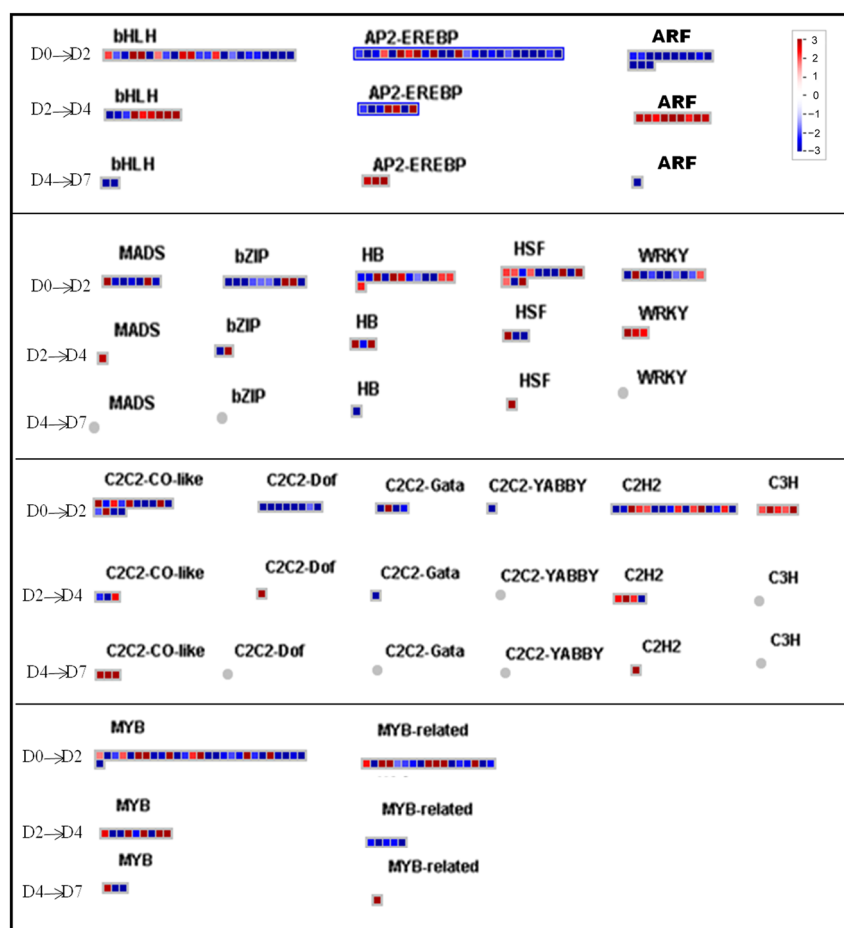 bHLH AP2-EREBP ARF
D0→D2
3
2
1
0
−1
−2
−3
bHLH AP2-EREBP ARF
D2→D4
bHLH AP2-EREBP ARF
D4→D7
MADS bZIP HB HSF WRKY
D0→D2
MADS bZIP HB HSF WRKY
D2→D4
MADS bZIP HB HSF WRKY
D4→D7
C2C2-CO-like C2C2-Dof C2C2-Gata C2C2-YABBY C2H2 C3H
D0→D2
C2C2-CO-like C2C2-Dof C2C2-Gata C2C2-YABBY C2H2 C3H
D2→D4
C2C2-CO-like C2C2-Dof C2C2-Gata C2C2-YABBY C2H2 C3H
D4→D7
MYB MYB-related
D0→D2
MYB MYB-related
D2→D4
MYB MYB-related
D4→D7